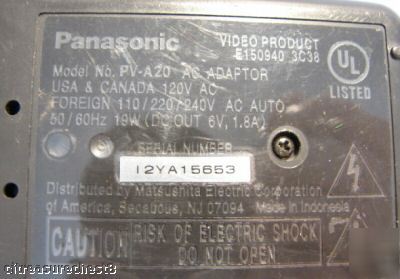 Panasonic
VIDEO PRODUCT
E150940 3C38
Model No. PV-A20 AC ADAPTOR
USA & CANADA 120V AC
FOREIGN 110/220/240V AC AUTO
50/60Hz 19W (DC OUT 6V, 1.8A)
UL
LISTED
SERIAL NUMBER
I2YA15653
Distributed by Matsushita Electric Corporation
of America, Secaucus, NJ 07094 Made in Indonesia
CAUTION
RISK OF ELECTRIC SHOCK
DO NOT OPEN
citreasurechest8